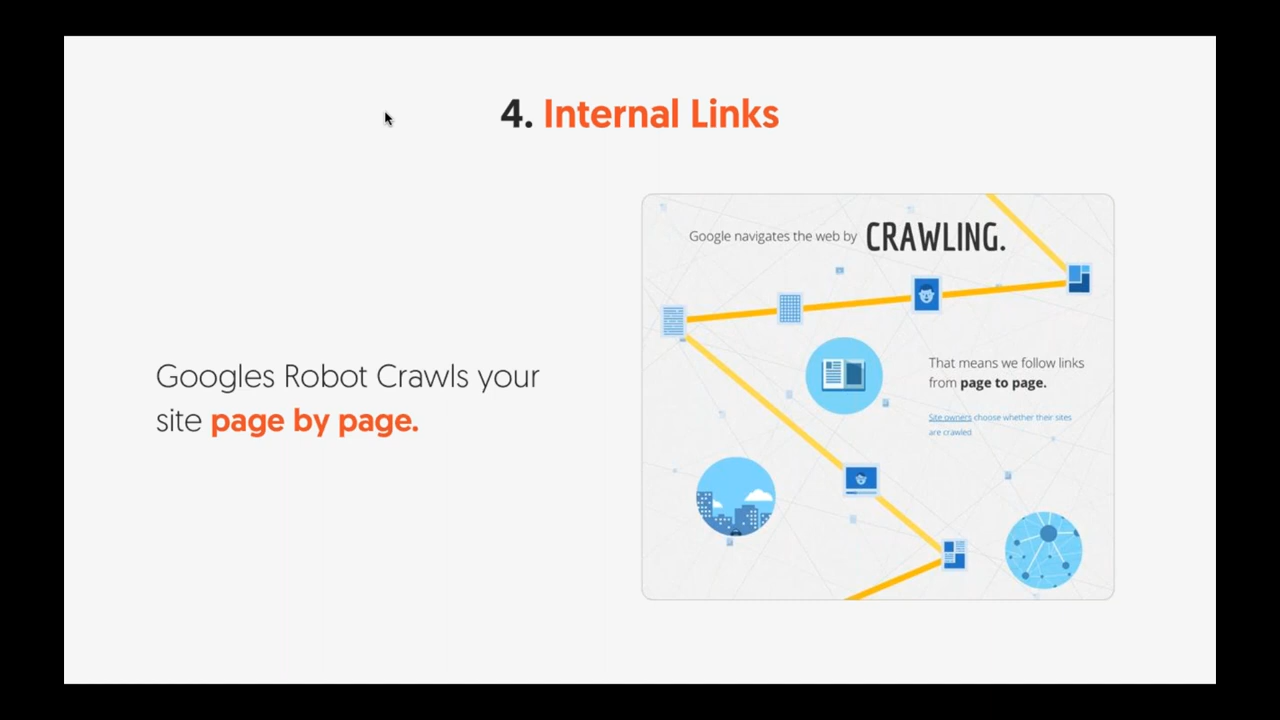 4. Internal Links
Google navigates the web by CRAWLING.
Googles Robot Crawls your
site page by page.
That means we follow links
from page to page.
Site owners choose whether their sites
are crawled